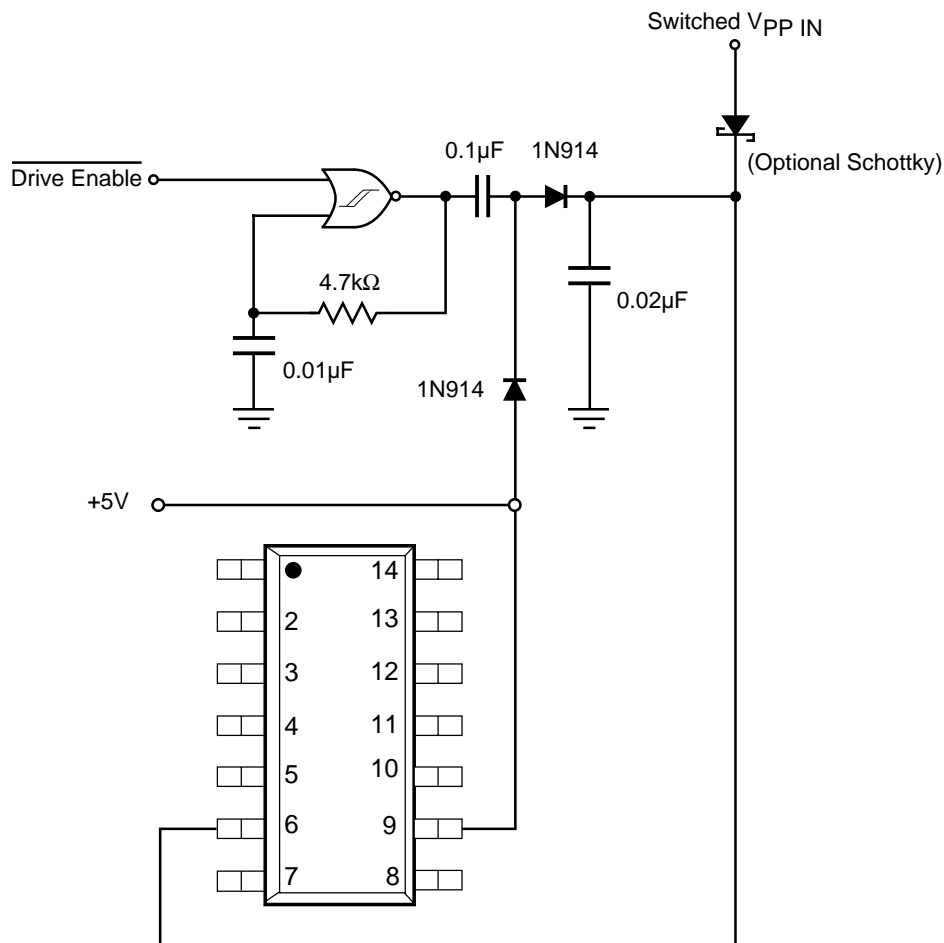 Switched VPP IN
(Optional Schottky)
0.1µF
1N914
Drive Enable
4.7kΩ
0.02µF
0.01µF
1N914
+5V
14
2
13
3
12
4
11
5
10
6
9
7
8